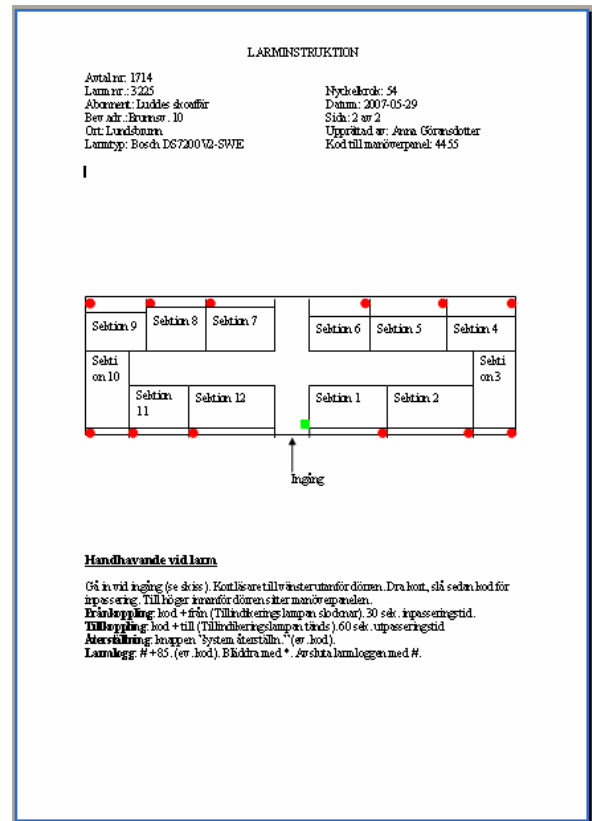 LARMINSTRUKTION
Avtal nr: 1714
Larm nr.: 3225
Abonnent: Luddes skoaffär
Bev adr.:Brunnsv. 10
Ort: Lundsbrunn
Larmtyp: Bosch DS7200V2-SWE
Nyckelkrok: 54
Datum: 2007-05-29
Sida: 2 av 2
Upprättad av: Anna Göransdotter
Kod till manöverpanel: 4455
Sektion 9
Sektion 8
Sektion 7
Sektion 6
Sektion 5
Sektion 4
Sekti
on 10
Sekti
on3
Sektion
11
Sektion 12
Sektion 1
Sektion 2
Ingång
Handhavande vid larm
Gå in vid ingång (se skiss). Kortläsare till vänster utanför dörren. Dra kort, slå sedan kod för
inpassering. Till höger innanför dörren sitter manöverpanelen.
Frånkoppling: kod + från (Tillindikeringslampan slocknar). 30 sek. inpasseringstid.
Tillkoppling: kod + till (Tillindikeringslampan tänds). 60 sek. utpasseringstid
Återställning: knappen "system återställn." (ev. kod).
Larmlogg: # +85. (ev. kod). Bläddra med *. Avsluta larmloggen med #.